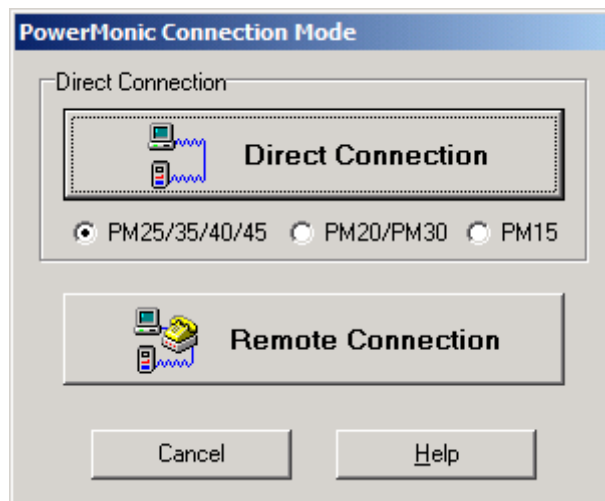 PowerMonic Connection Mode
Direct Connection
Direct Connection
PM25/35/40/45 PM20/PM30 PM15
Remote Connection
Cancel Help